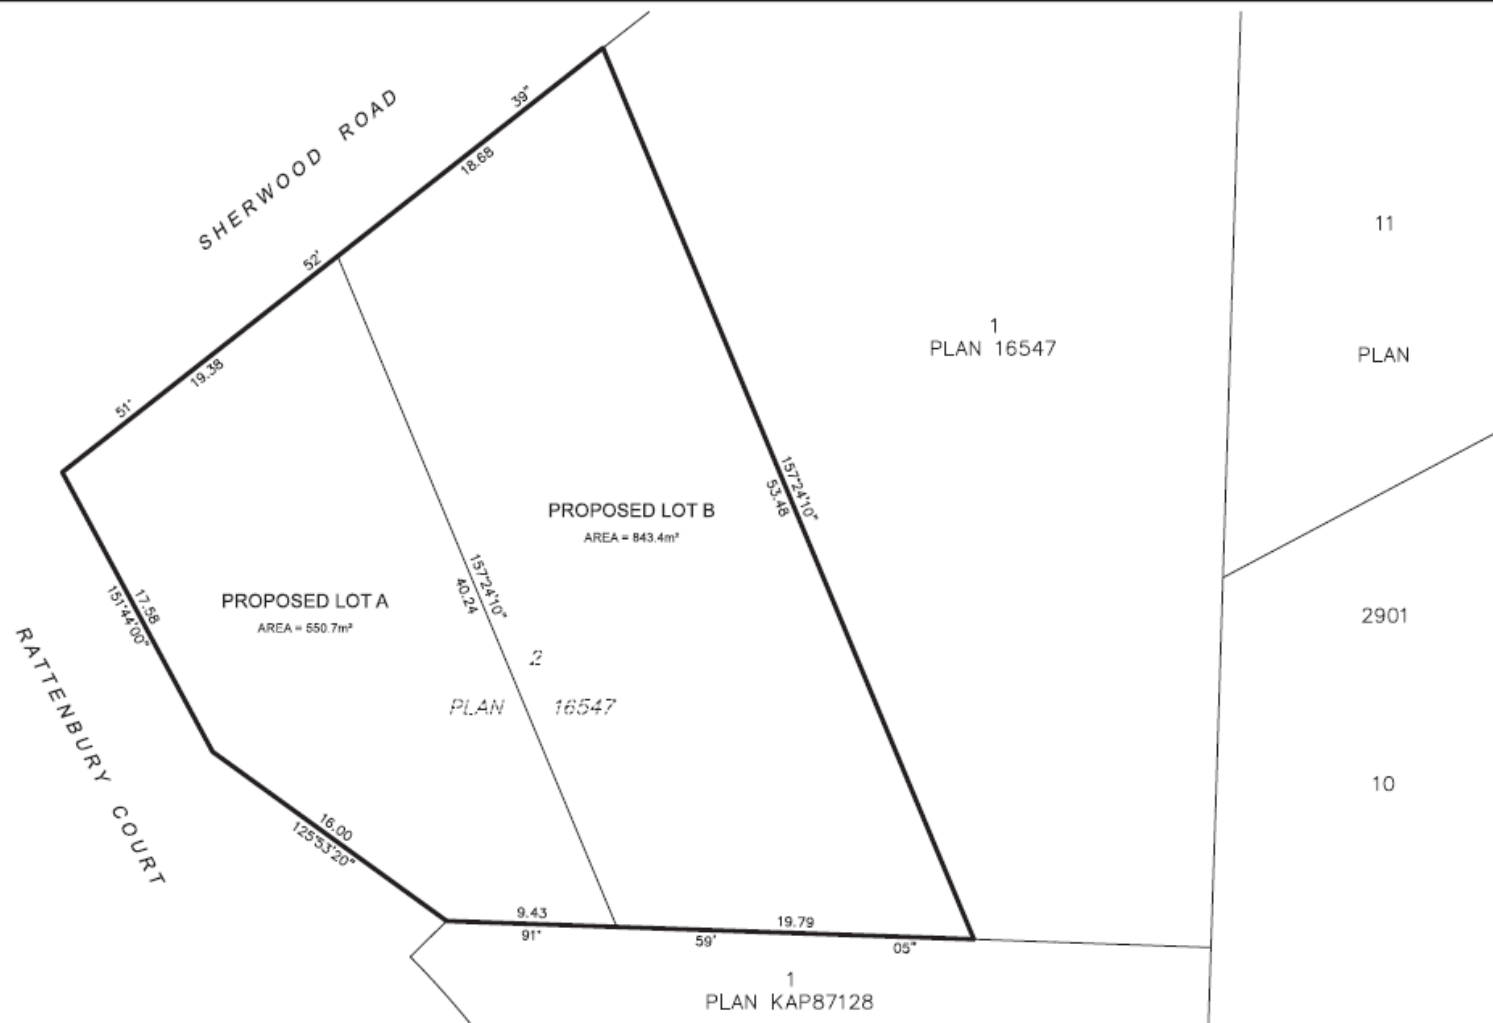 SHERWOOD ROAD
39"
18.68
52'
19.38
51°
11
1
PLAN 16547
PLAN
157°24'10"
53.48
PROPOSED LOT B
AREA = 843.4m²
157°24'10"
40.24
PROPOSED LOT A
AREA = 550.7m²
17.58
151°44'00"
2901
2
PLAN 16547
RATTENBURY COURT
10
16.00
125°53'20"
9.43
19.79
91°
59'
05"
1
PLAN KAP87128